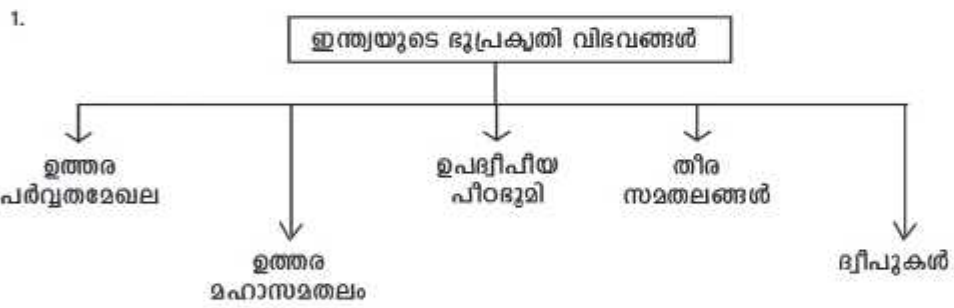 1.
ഇന്ത്യയുടെ ഭൂപ്രകൃതി വിഭവങ്ങൾ
ഉത്തര
പർവ്വതമേഖല
ഉത്തര
മഹാസമതലം
ഉപദ്വീപീയ
പീഠഭൂമി
തീര
സമതലങ്ങൾ
ദ്വീപുകൾ